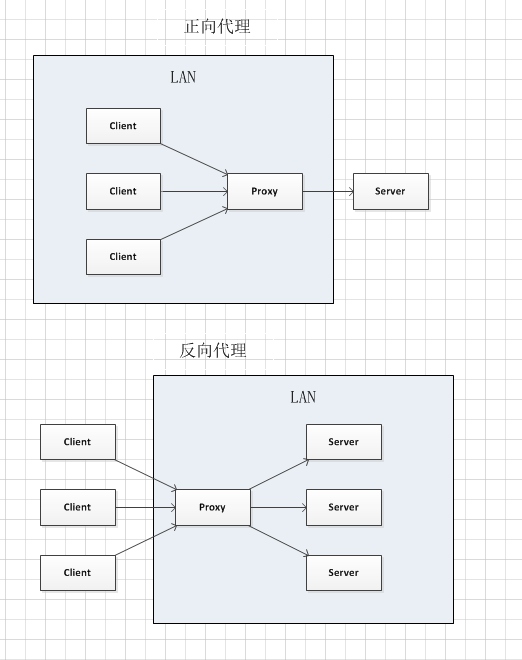 正向代理
LAN
Client
Client
Proxy
Server
Client
反向代理
LAN
Client
Server
Client
Proxy
Server
Client
Server